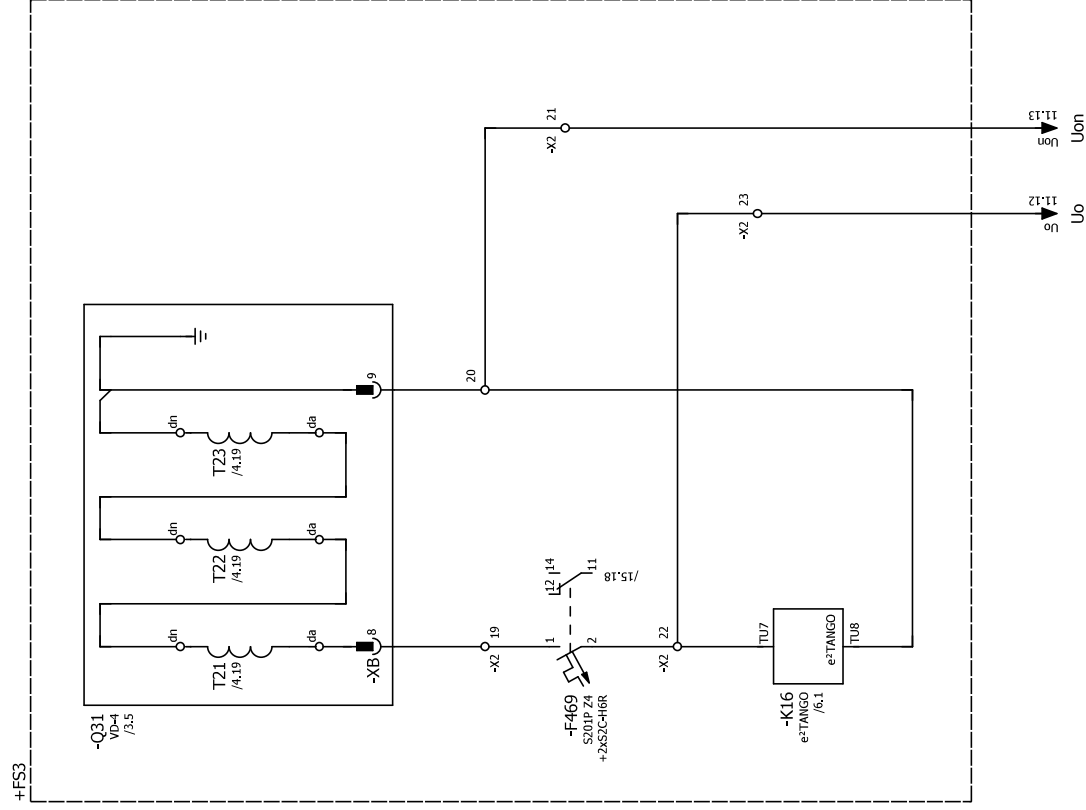 +FS3
-Q31
VD-4
/3.5
T21
/4.19
dn
da
T22
/4.19
dn
da
T23
/4.19
dn
da
-XB
8
9
-X2
19
20
-F469
S201P Z4
+2xS2C-H6R
1
2
12
14
11
/15.18
-X2
22
-X2
21
-X2
23
-K16
e²TANGO
/6.1
TU7
e²TANGO
TU8
11.13
Uon
Uon
11.12
Uo
Uo